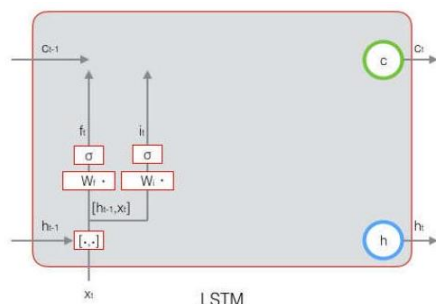 Cₜ₋₁
Cₜ
c
fₜ
iₜ
σ
σ
Wf ·
Wi ·
[hₜ₋₁,xₜ]
hₜ₋₁
[•,•]
h
hₜ
xₜ
LSTM